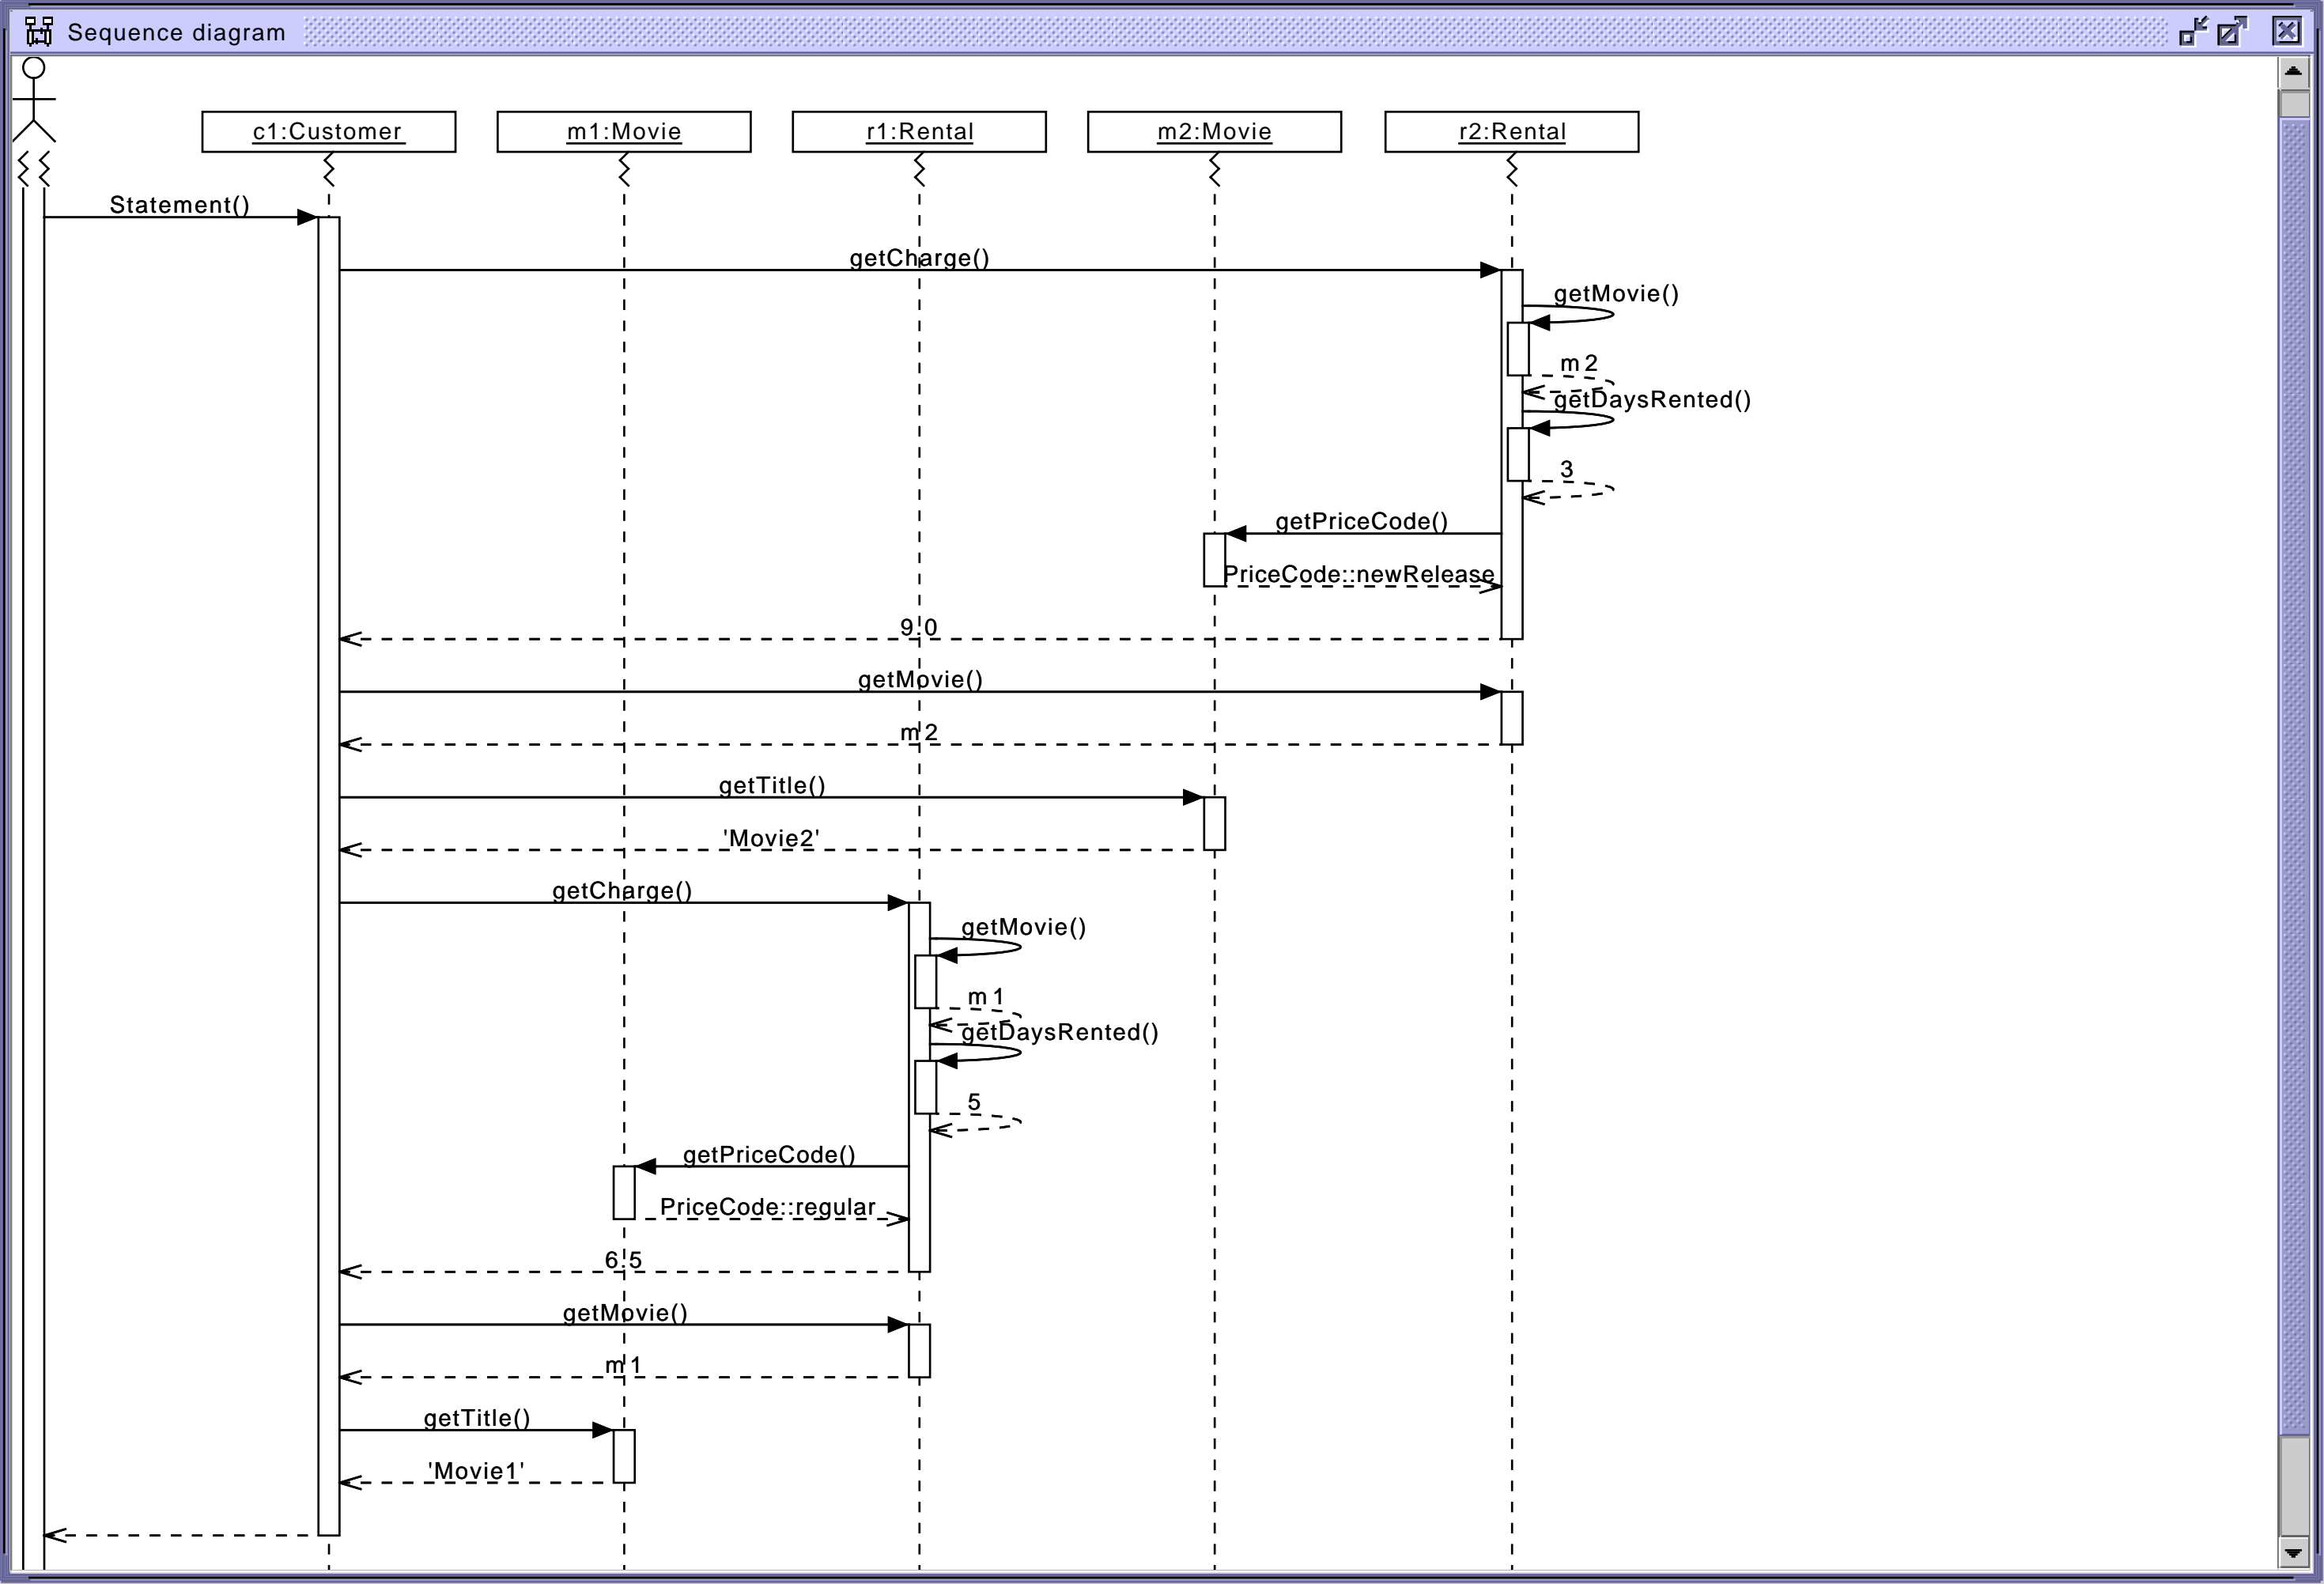 Sequence diagram
c1:Customer
m1:Movie
r1:Rental
m2:Movie
r2:Rental
Statement()
getCharge()
getMovie()
m2
getDaysRented()
3
getPriceCode()
PriceCode::newRelease
9.0
getMovie()
m2
getTitle()
'Movie2'
getCharge()
getMovie()
m1
getDaysRented()
5
getPriceCode()
PriceCode::regular
6.5
getMovie()
m1
getTitle()
'Movie1'